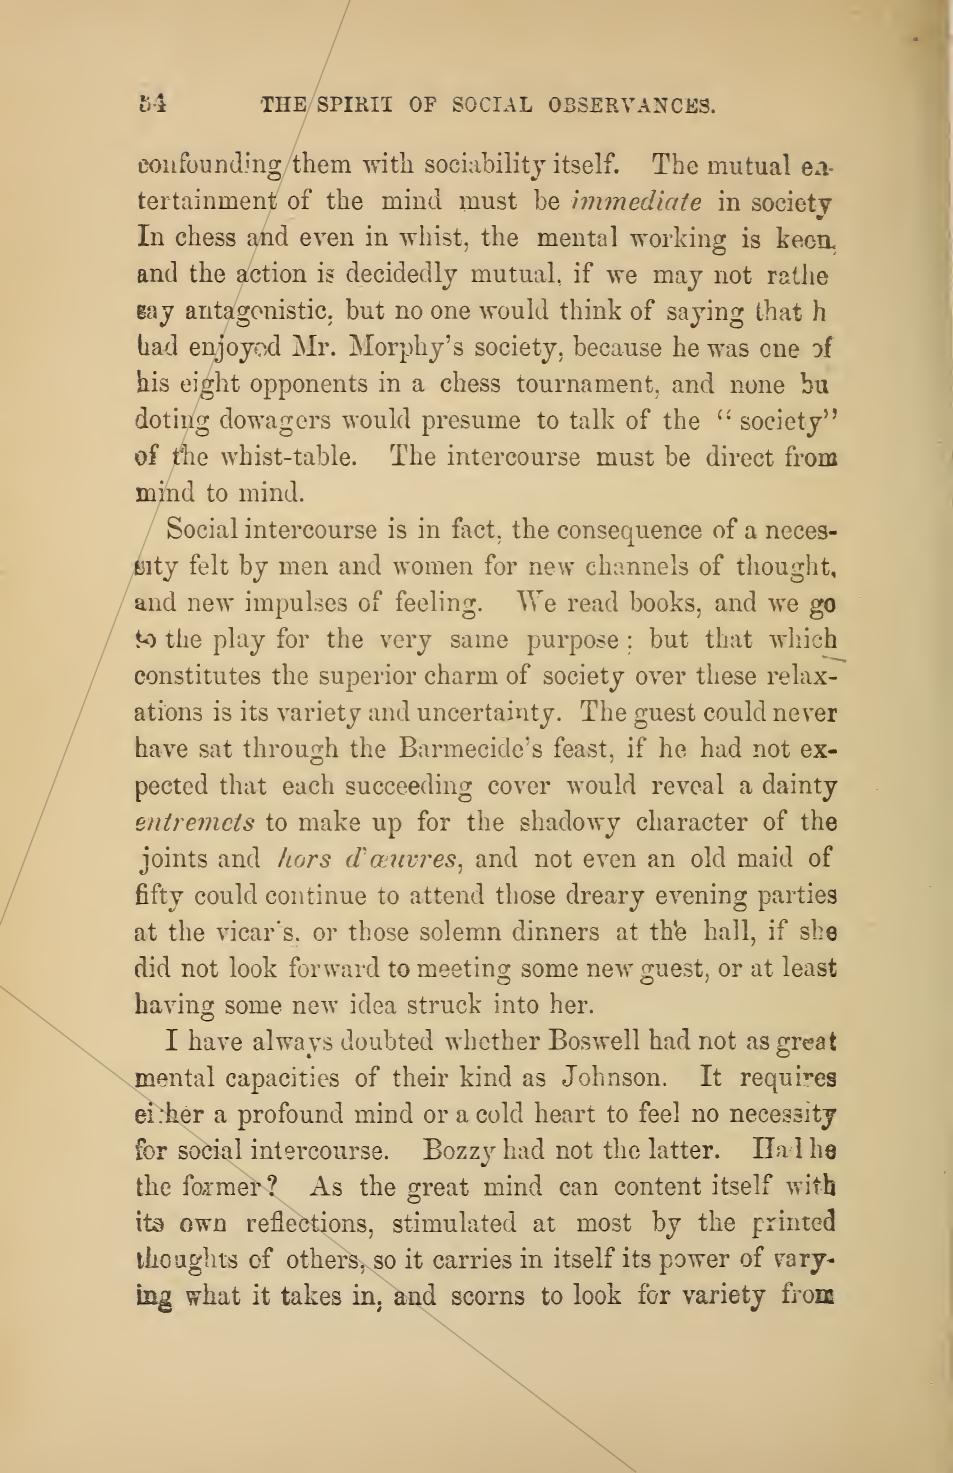 54 THE SPIRIT OF SOCIAL OBSERVANCES.
confounding them with sociability itself. The mutual en-
tertainment of the mind must be immediate in society
In chess and even in whist, the mental working is keen,
and the action is decidedly mutual, if we may not rathe
say antagonistic, but no one would think of saying that h
had enjoyed Mr. Morphy's society, because he was one of
his eight opponents in a chess tournament, and none bu
doting dowagers would presume to talk of the “ society”
of the whist-table. The intercourse must be direct from
mind to mind.
Social intercourse is in fact, the consequence of a neces-
sity felt by men and women for new channels of thought,
and new impulses of feeling. We read books, and we go
to the play for the very same purpose : but that which
constitutes the superior charm of society over these relax-
ations is its variety and uncertainty. The guest could never
have sat through the Barmecide's feast, if he had not ex-
pected that each succeeding cover would reveal a dainty
entremets to make up for the shadowy character of the
joints and hors d'œuvres, and not even an old maid of
fifty could continue to attend those dreary evening parties
at the vicar's, or those solemn dinners at the hall, if she
did not look forward to meeting some new guest, or at least
having some new idea struck into her.
I have always doubted whether Boswell had not as great
mental capacities of their kind as Johnson. It requires
either a profound mind or a cold heart to feel no necessity
for social intercourse. Bozzy had not the latter. Had he
the former? As the great mind can content itself with
its own reflections, stimulated at most by the printed
thoughts of others, so it carries in itself its power of vary-
ing what it takes in, and scorns to look for variety from